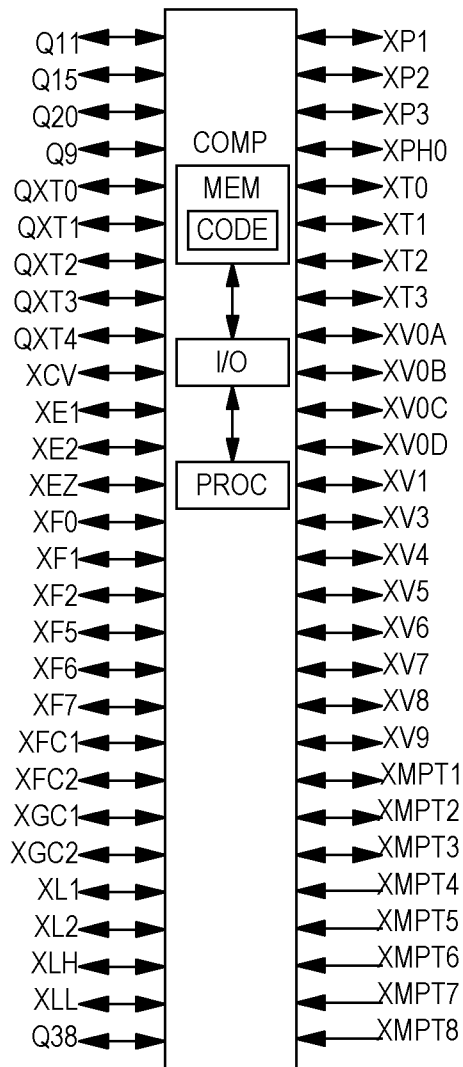 Q11
Q15
Q20
Q9
QXT0
QXT1
QXT2
QXT3
QXT4
XCV
XE1
XE2
XEZ
XF0
XF1
XF2
XF5
XF6
XF7
XFC1
XFC2
XGC1
XGC2
XL1
XL2
XLH
XLL
Q38
COMP
MEM
CODE
I/O
PROC
XP1
XP2
XP3
XPH0
XT0
XT1
XT2
XT3
XV0A
XV0B
XV0C
XV0D
XV1
XV3
XV4
XV5
XV6
XV7
XV8
XV9
XMPT1
XMPT2
XMPT3
XMPT4
XMPT5
XMPT6
XMPT7
XMPT8